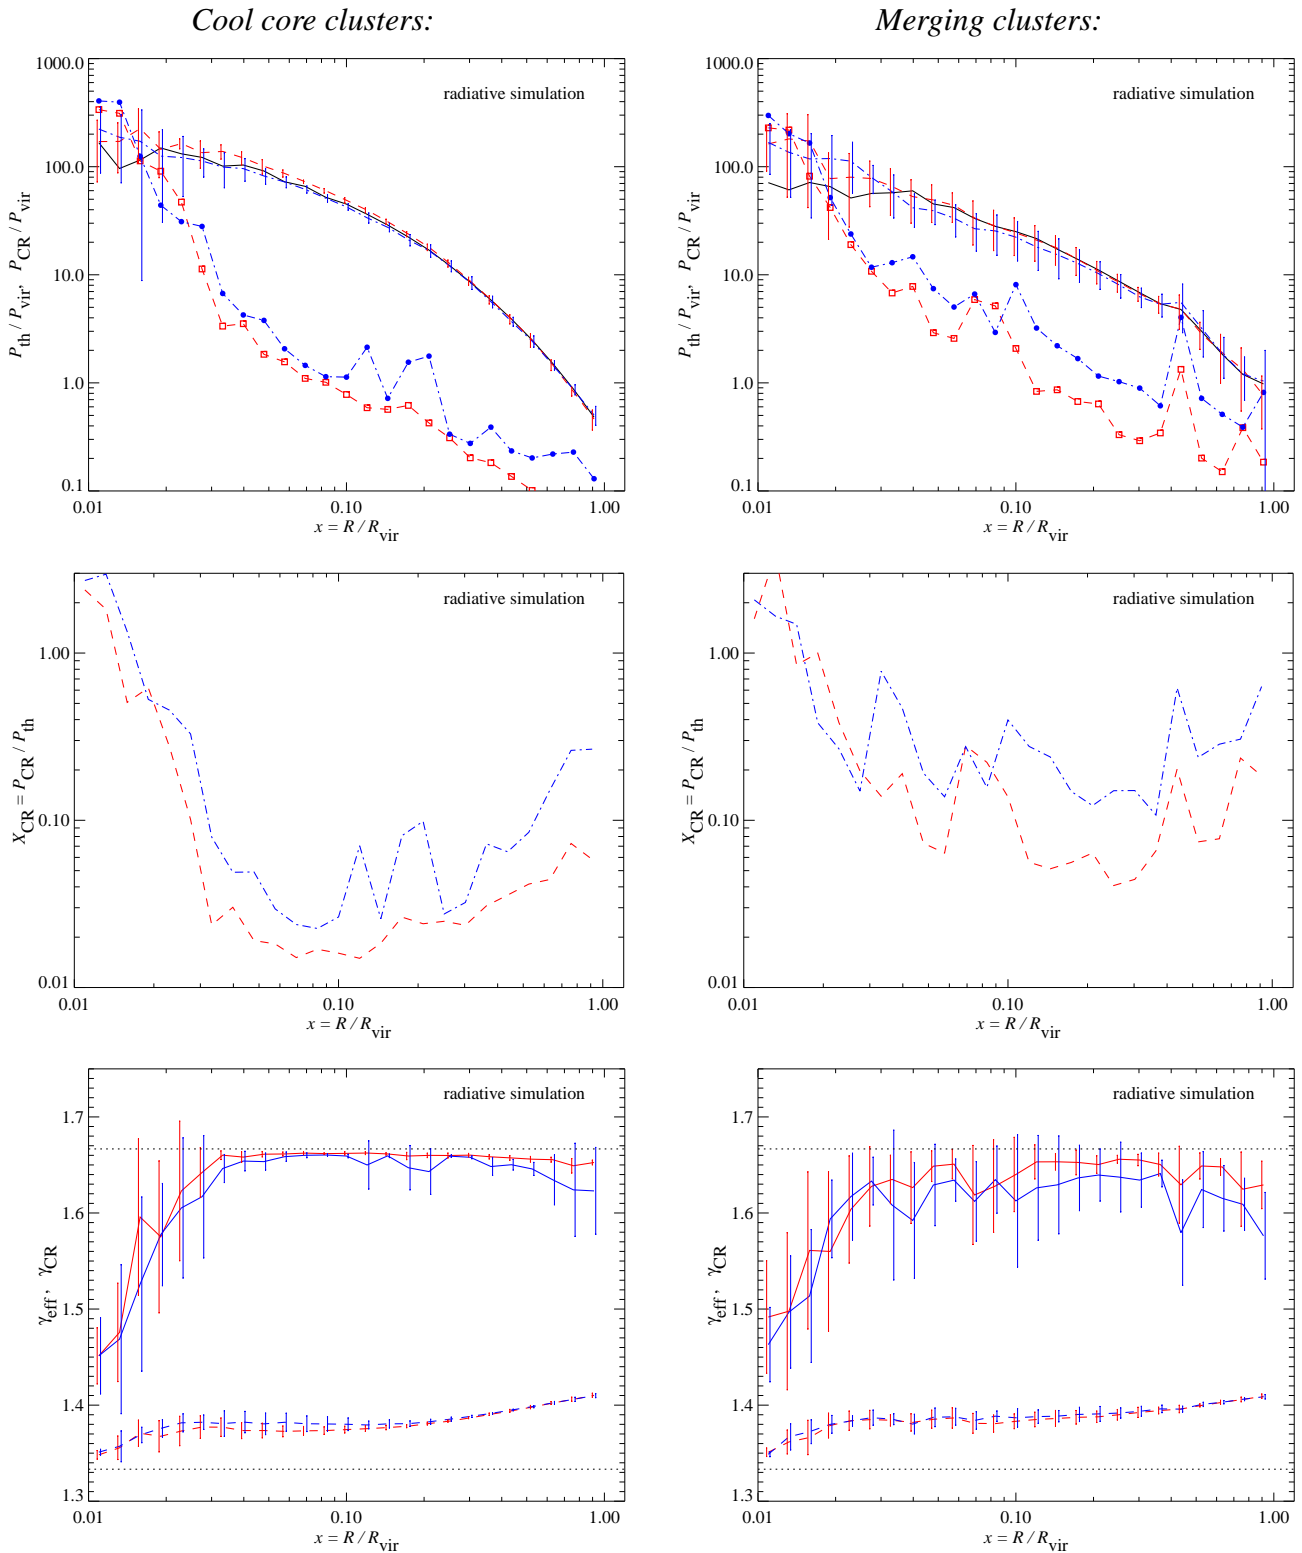 Cool core clusters:
Merging clusters:
radiative simulation
1000.0
100.0
10.0
1.0
0.1
P_th / P_vir, P_CR / P_vir
0.01
0.10
1.00
x = R / R_vir
radiative simulation
1000.0
100.0
10.0
1.0
0.1
P_th / P_vir, P_CR / P_vir
0.01
0.10
1.00
x = R / R_vir
radiative simulation
1.00
0.10
0.01
X_CR = P_CR / P_th
0.01
0.10
1.00
x = R / R_vir
radiative simulation
1.00
0.10
0.01
X_CR = P_CR / P_th
0.01
0.10
1.00
x = R / R_vir
radiative simulation
1.7
1.6
1.5
1.4
1.3
γ_eff, γ_CR
0.01
0.10
1.00
x = R / R_vir
radiative simulation
1.7
1.6
1.5
1.4
1.3
γ_eff, γ_CR
0.01
0.10
1.00
x = R / R_vir